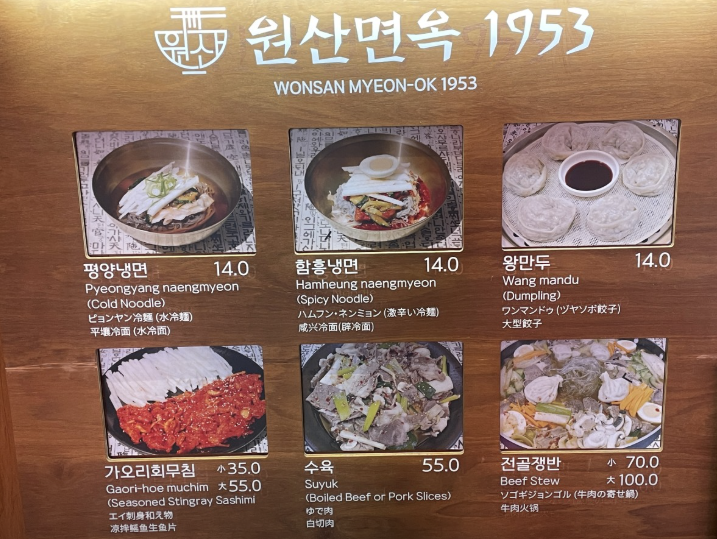 원산
원산면옥 1953
WONSAN MYEON-OK 1953
평양냉면 14.0
Pyeongyang naengmyeon
(Cold Noodle)
ピョンヤン冷麵 (水冷麵)
平壤冷面 (水冷面)
함흥냉면 14.0
Hamheung naengmyeon
(Spicy Noodle)
ハムフン・ネンミョン (激辛い冷麵)
咸兴冷面(辟冷面)
왕만두 14.0
Wang mandu
(Dumpling)
ワンマンドゥ (ヅヤソポ餃子)
大型餃子
가오리회무침 小 35.0
Gaori-hoe muchim 大 55.0
(Seasoned Stingray Sashimi
エイ刺身和え物
凉拌鳐鱼生鱼片
수육 55.0
Suyuk
(Boiled Beef or Pork Slices)
ゆで肉
白切肉
전골쟁반 小 70.0
Beef Stew 大 100.0
ソゴギジョンゴル (牛肉の寄せ鍋)
牛肉火锅